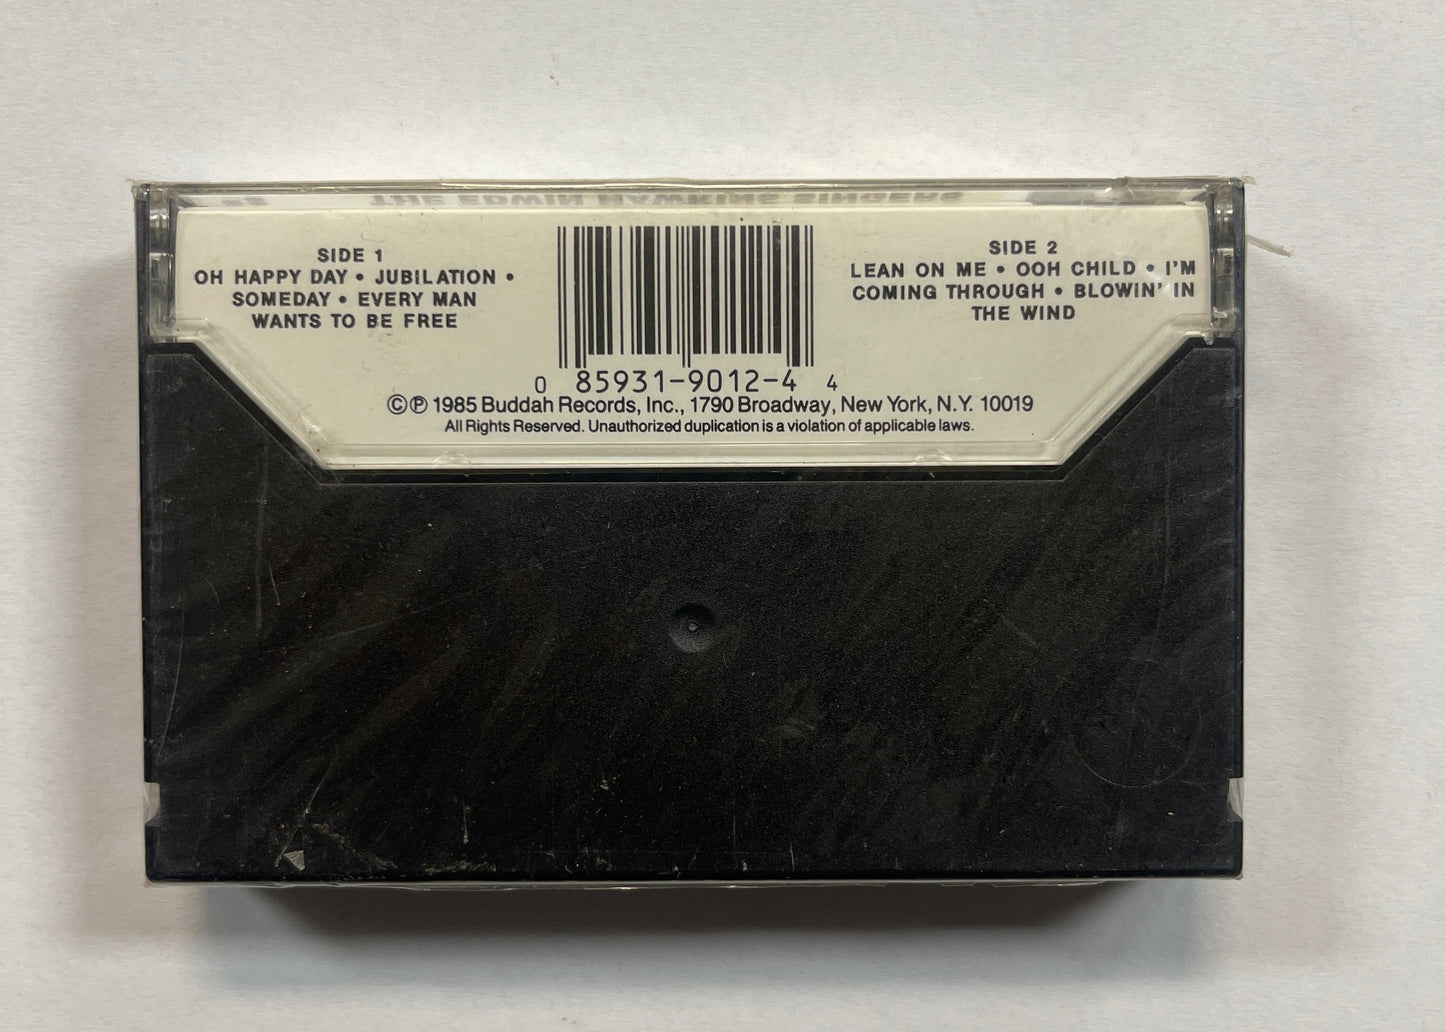 THE EDWIN HAWKINS SINGERS
SIDE 1
OH HAPPY DAY • JUBILATION •
SOMEDAY • EVERY MAN
WANTS TO BE FREE
SIDE 2
LEAN ON ME • OOH CHILD • I'M
COMING THROUGH • BLOWIN' IN
THE WIND
0 85931-9012-4 4
©℗ 1985 Buddah Records, Inc., 1790 Broadway, New York, N.Y. 10019
All Rights Reserved. Unauthorized duplication is a violation of applicable laws.